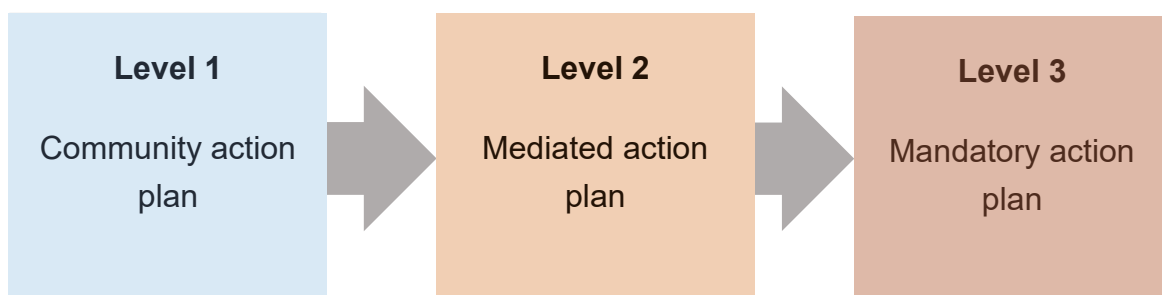 Level 1
Community action
plan
Level 2
Mediated action
plan
Level 3
Mandatory action
plan